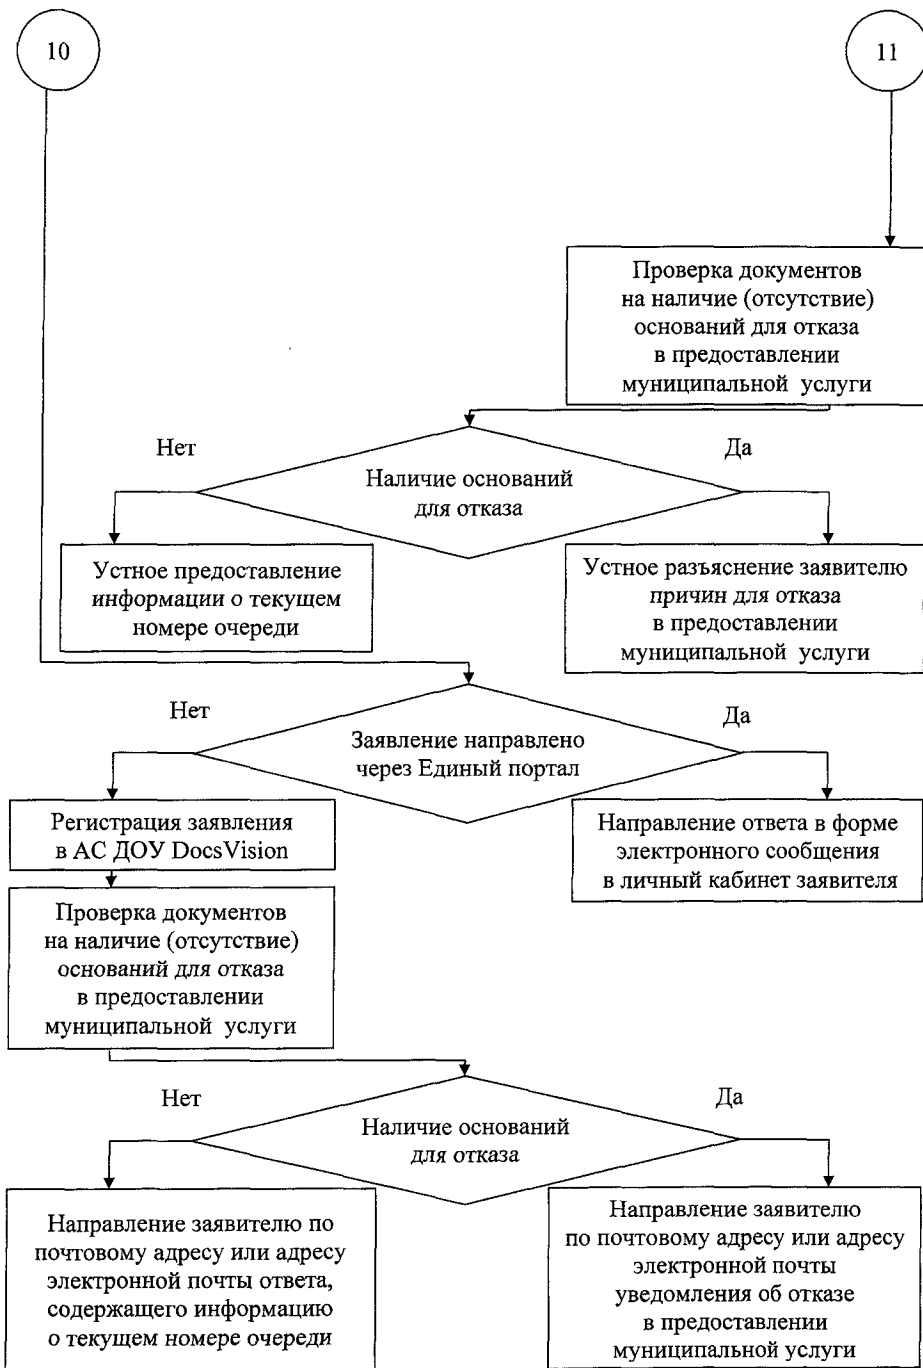 10
11
Проверка документов
на наличие (отсутствие)
оснований для отказа
в предоставлении
муниципальной услуги
Нет
Да
Наличие оснований
для отказа
Устное предоставление
информации о текущем
номере очереди
Устное разъяснение заявителю
причин для отказа
в предоставлении
муниципальной услуги
Нет
Да
Заявление направлено
через Единый портал
Регистрация заявления
в АС ДОУ DocsVision
Направление ответа в форме
электронного сообщения
в личный кабинет заявителя
Проверка документов
на наличие (отсутствие)
оснований для отказа
в предоставлении
муниципальной услуги
Нет
Да
Наличие оснований
для отказа
Направление заявителю по
почтовому адресу или адресу
электронной почты ответа,
содержащего информацию
о текущем номере очереди
Направление заявителю
по почтовому адресу или адресу
электронной почты
уведомления об отказе
в предоставлении
муниципальной услуги